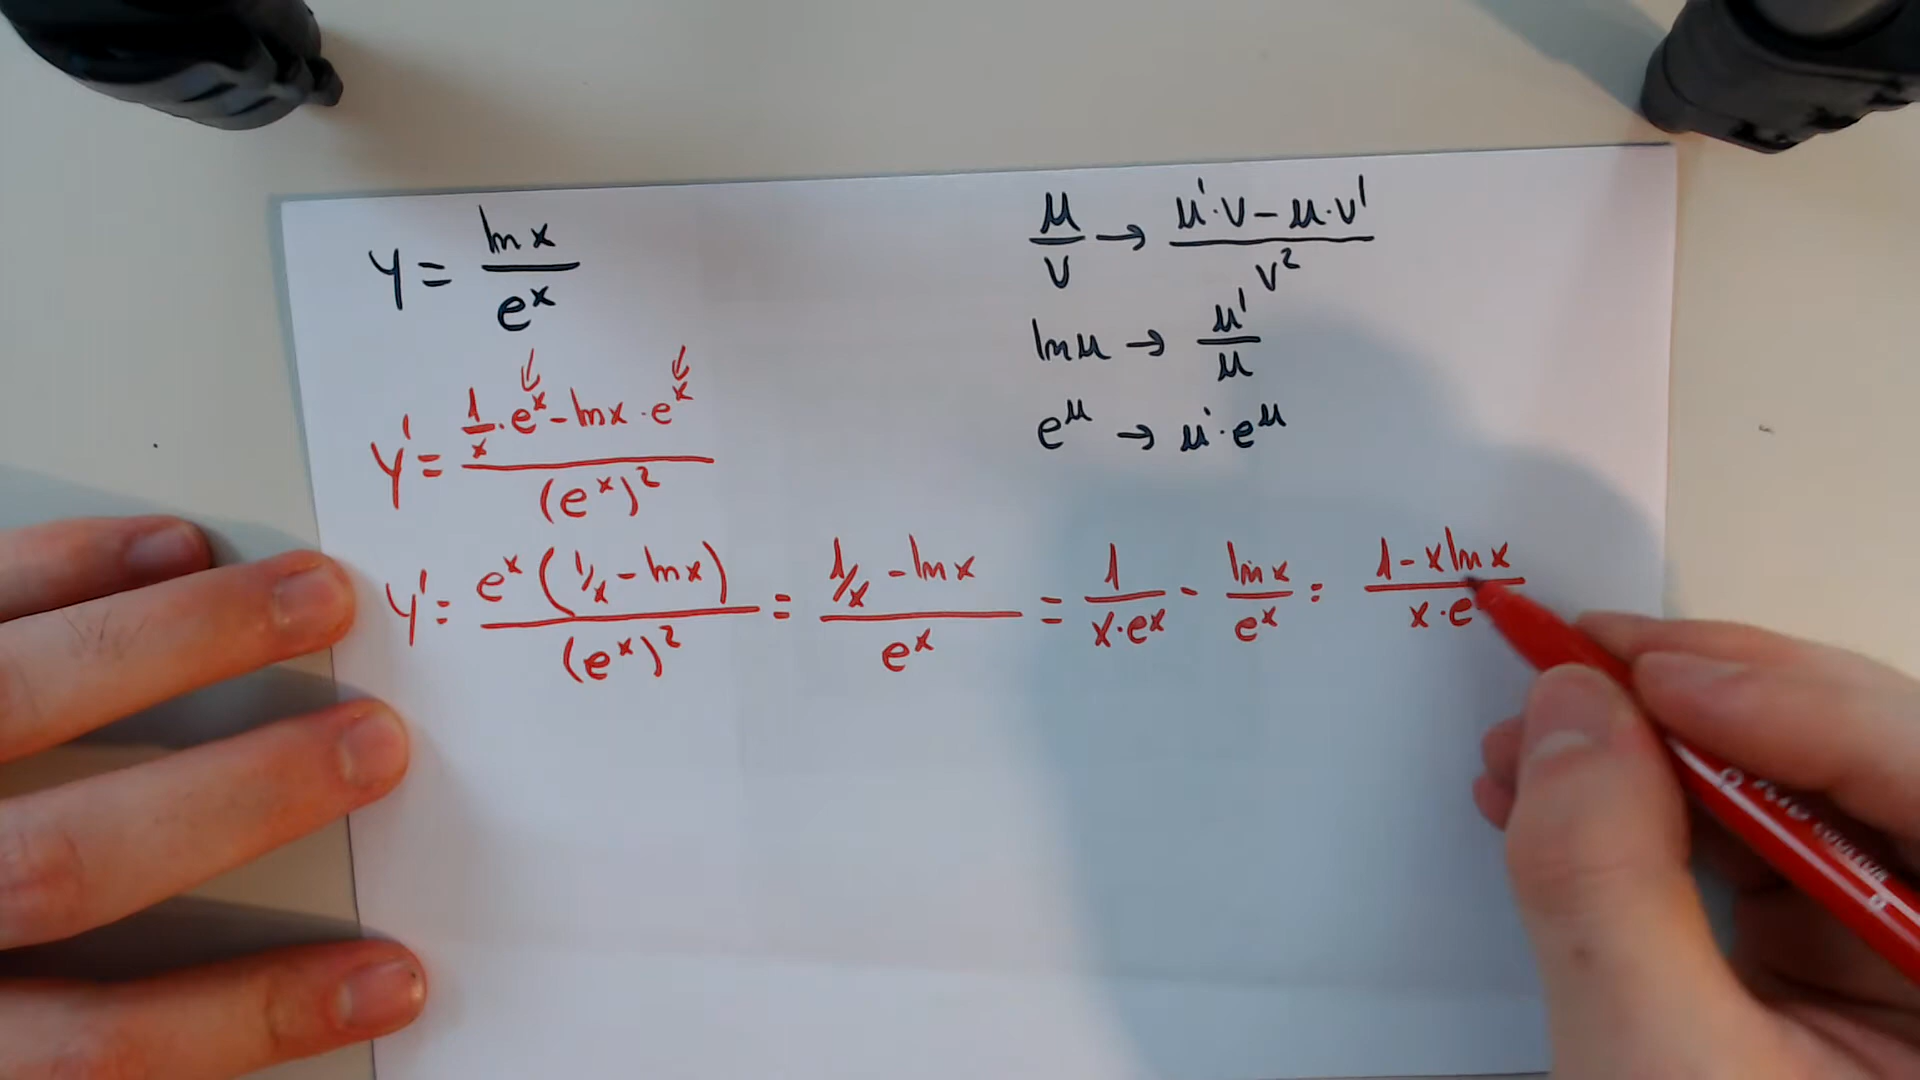 y = ln x / e^x
μ/v → (μ'·v − μ·v') / v²
ln μ → μ'/μ
e^μ → μ'·e^μ
y' = (1/x · e^x − ln x · e^x) / (e^x)²
y' = e^x (1/x − ln x) / (e^x)² = (1/x − ln x) / e^x = 1/(x·e^x) - ln x / e^x = (1 − x ln x) / x·e